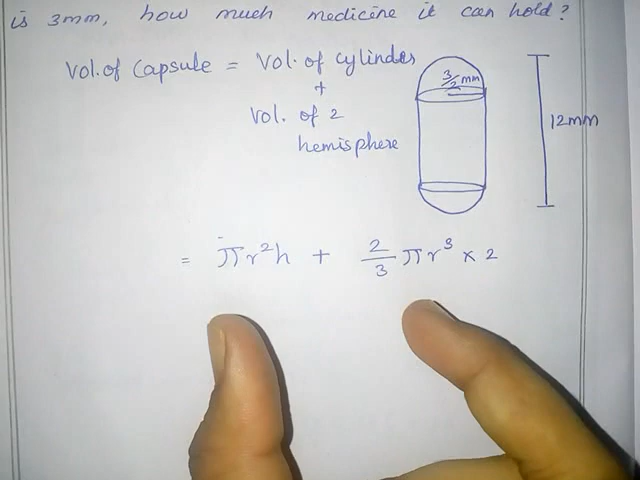 is 3mm, how much medicine it can hold?
Vol. of Capsule = Vol. of cylinder
+
Vol. of 2
hemisphere
3/2 mm
12mm
= πr²h + 2/3 πr³ × 2